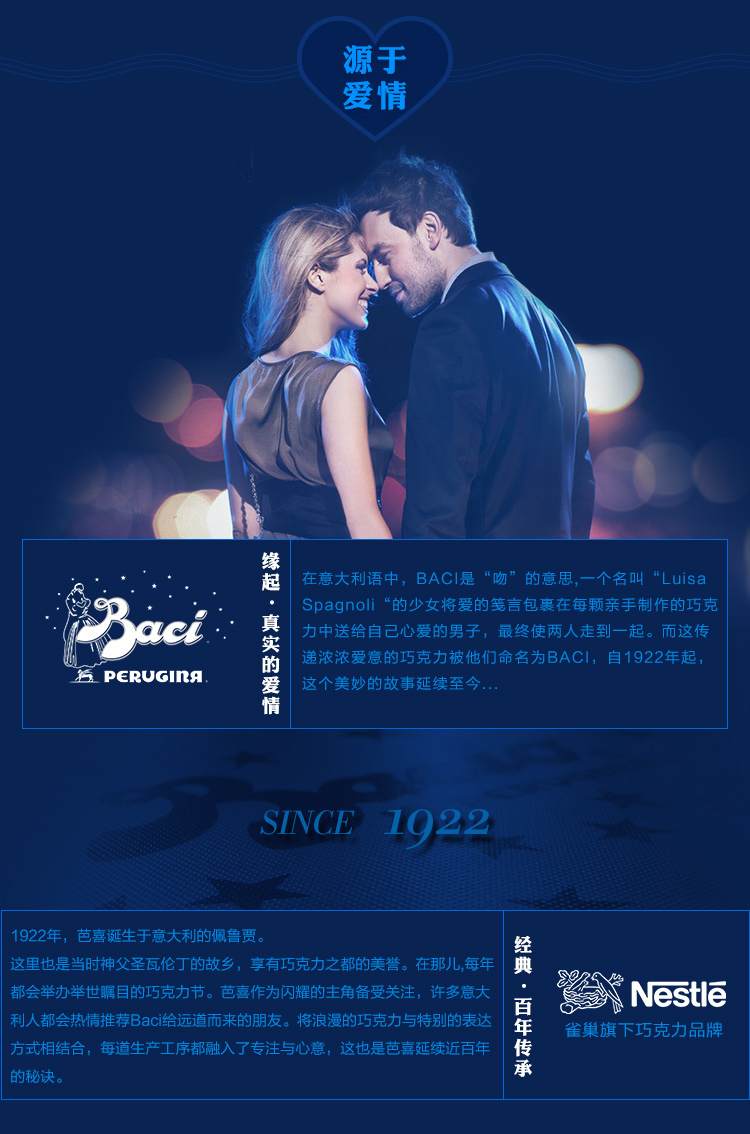 源于
爱情
Baci
PERUGINA
缘起·真实的爱情
在意大利语中，BACI是“吻”的意思,一个名叫“Luisa
Spagnoli“的少女将爱的笺言包裹在每颗亲手制作的巧克
力中送给自己心爱的男子，最终使两人走到一起。而这传
递浓浓爱意的巧克力被他们命名为BACI，自1922年起，
这个美妙的故事延续至今...
SINCE 1922
1922年，芭喜诞生于意大利的佩鲁贾。
这里也是当时神父圣瓦伦丁的故乡，享有巧克力之都的美誉。在那儿,每年
都会举办举世瞩目的巧克力节。芭喜作为闪耀的主角备受关注，许多意大
利人都会热情推荐Baci给远道而来的朋友。将浪漫的巧克力与特别的表达
方式相结合，每道生产工序都融入了专注与心意，这也是芭喜延续近百年
的秘诀。
经典·百年传承
Nestlé
雀巢旗下巧克力品牌